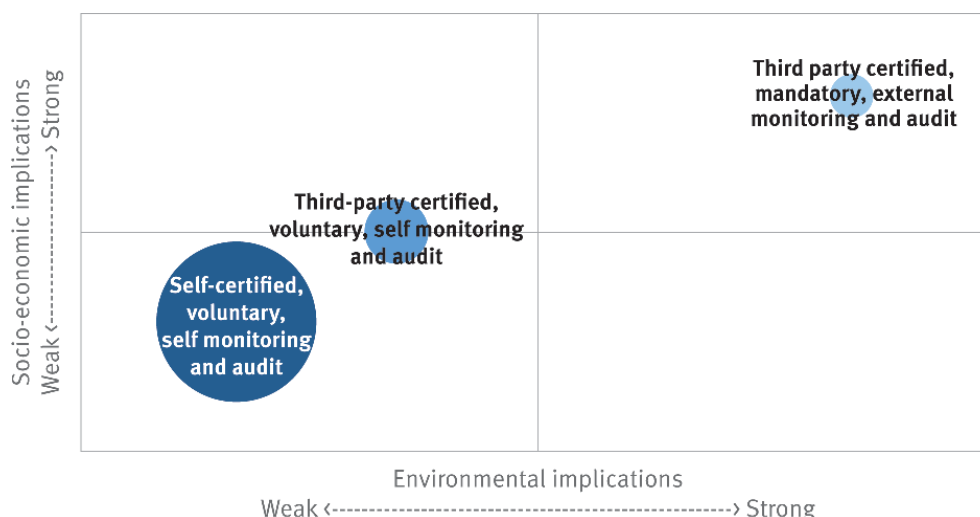 Third party certified,
mandatory, external
monitoring and audit
Third-party certified,
voluntary, self monitoring
and audit
Self-certified,
voluntary,
self monitoring
and audit
Socio-economic implications
Weak <------------> Strong
Environmental implications
Weak <--------------------------------------------------> Strong